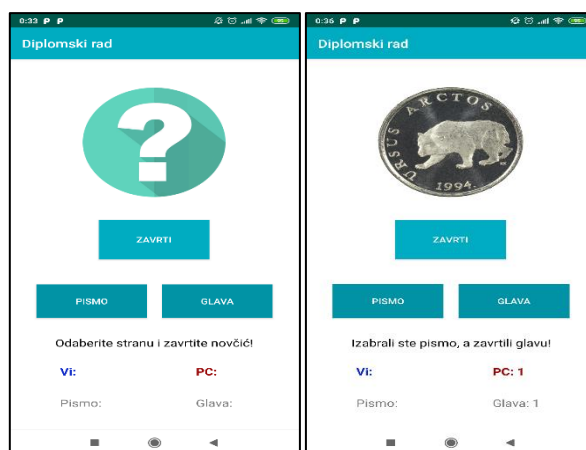 0:33 P P
Diplomski rad
?
ZAVRTI
PISMO GLAVA
Odaberite stranu i zavrtite novčić!
Vi: PC:
Pismo: Glava:
0:36 P P
Diplomski rad
URSUS ARCTOS
1994.
ZAVRTI
PISMO GLAVA
Izabrali ste pismo, a zavrtili glavu!
Vi: PC: 1
Pismo: Glava: 1